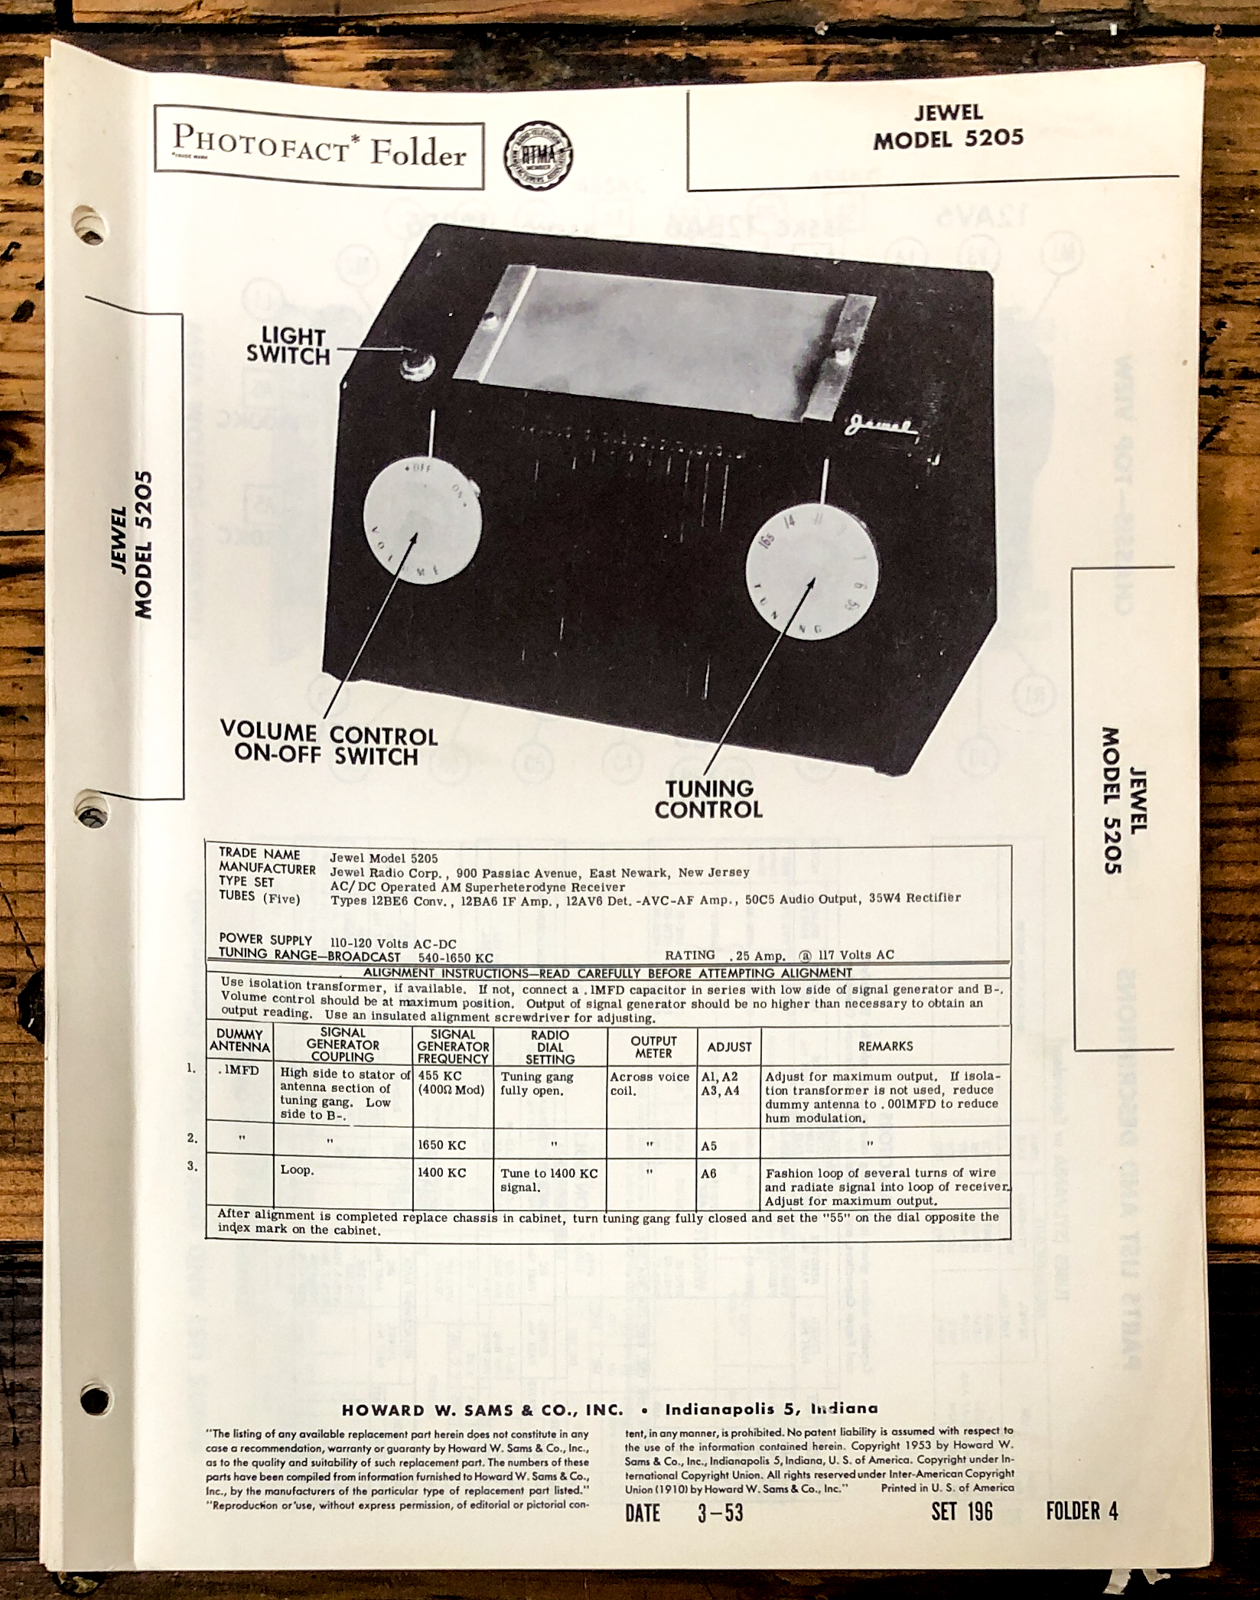 PHOTOFACT* Folder
*TRADE MARK
RTMA
JEWEL
MODEL 5205
LIGHT
SWITCH
Jewel
OFF
ON
VOLUME
165 14 11 1 6 55
TUNING
JEWEL
MODEL 5205
JEWEL
MODEL 5205
VOLUME CONTROL
ON-OFF SWITCH
TUNING
CONTROL
TRADE NAME Jewel Model 5205
MANUFACTURER Jewel Radio Corp., 900 Passiac Avenue, East Newark, New Jersey
TYPE SET AC/DC Operated AM Superheterodyne Receiver
TUBES (Five) Types 12BE6 Conv., 12BA6 IF Amp., 12AV6 Det. -AVC-AF Amp., 50C5 Audio Output, 35W4 Rectifier
POWER SUPPLY 110-120 Volts AC-DC
TUNING RANGE—BROADCAST 540-1650 KC RATING .25 Amp. @ 117 Volts AC
ALIGNMENT INSTRUCTIONS—READ CAREFULLY BEFORE ATTEMPTING ALIGNMENT
Use isolation transformer, if available. If not, connect a .1MFD capacitor in series with low side of signal generator and B-.
Volume control should be at maximum position. Output of signal generator should be no higher than necessary to obtain an
output reading. Use an insulated alignment screwdriver for adjusting.
DUMMY
ANTENNA
SIGNAL
GENERATOR
COUPLING
SIGNAL
GENERATOR
FREQUENCY
RADIO
DIAL
SETTING
OUTPUT
METER
ADJUST
REMARKS
1.
.1MFD
High side to stator of
antenna section of
tuning gang. Low
side to B-.
455 KC
(400Ω Mod)
Tuning gang
fully open.
Across voice
coil.
A1, A2
A3, A4
Adjust for maximum output. If isola-
tion transformer is not used, reduce
dummy antenna to .001MFD to reduce
hum modulation.
2. " " 1650 KC " " A5 "
3.
Loop.
1400 KC
Tune to 1400 KC
signal.
"
A6
Fashion loop of several turns of wire
and radiate signal into loop of receiver.
Adjust for maximum output.
After alignment is completed replace chassis in cabinet, turn tuning gang fully closed and set the "55" on the dial opposite the
index mark on the cabinet.
HOWARD W. SAMS & CO., INC. • Indianapolis 5, Indiana
"The listing of any available replacement part herein does not constitute in any
case a recommendation, warranty or guaranty by Howard W. Sams & Co., Inc.,
as to the quality and suitability of such replacement part. The numbers of these
parts have been compiled from information furnished to Howard W. Sams & Co.,
Inc., by the manufacturers of the particular type of replacement part listed."
"Reproduction or use, without express permission, of editorial or pictorial con-
tent, in any manner, is prohibited. No patent liability is assumed with respect to
the use of the information contained herein. Copyright 1953 by Howard W.
Sams & Co., Inc., Indianapolis 5, Indiana, U. S. of America. Copyright under In-
ternational Copyright Union. All rights reserved under Inter-American Copyright
Union (1910) by Howard W. Sams & Co., Inc." Printed in U. S. of America
DATE 3-53 SET 196 FOLDER 4